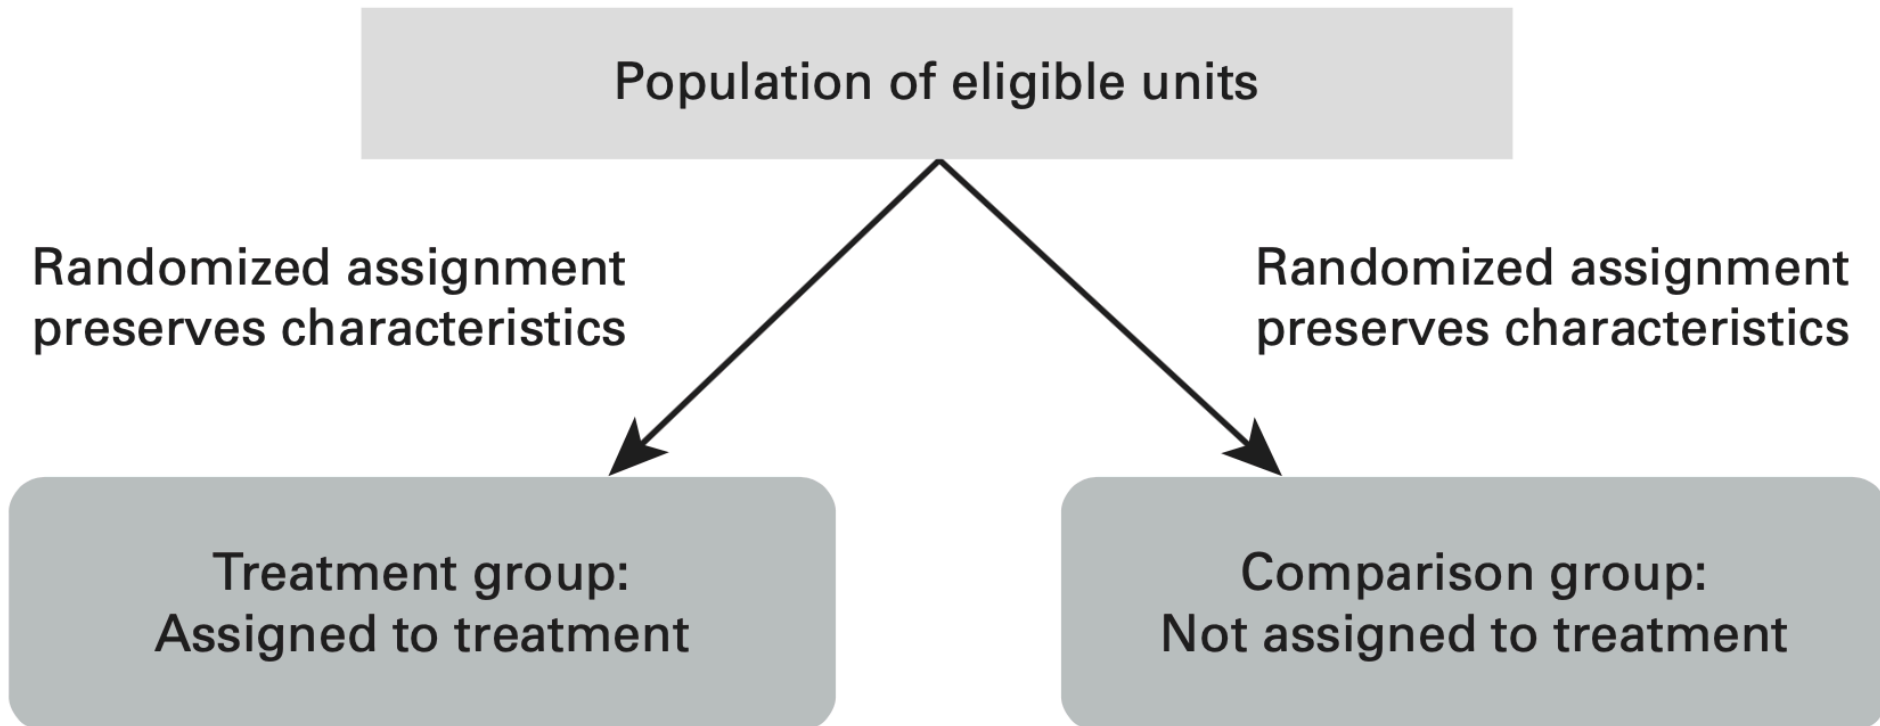 Population of eligible units
Randomized assignment
preserves characteristics
Randomized assignment
preserves characteristics
Treatment group:
Assigned to treatment
Comparison group:
Not assigned to treatment